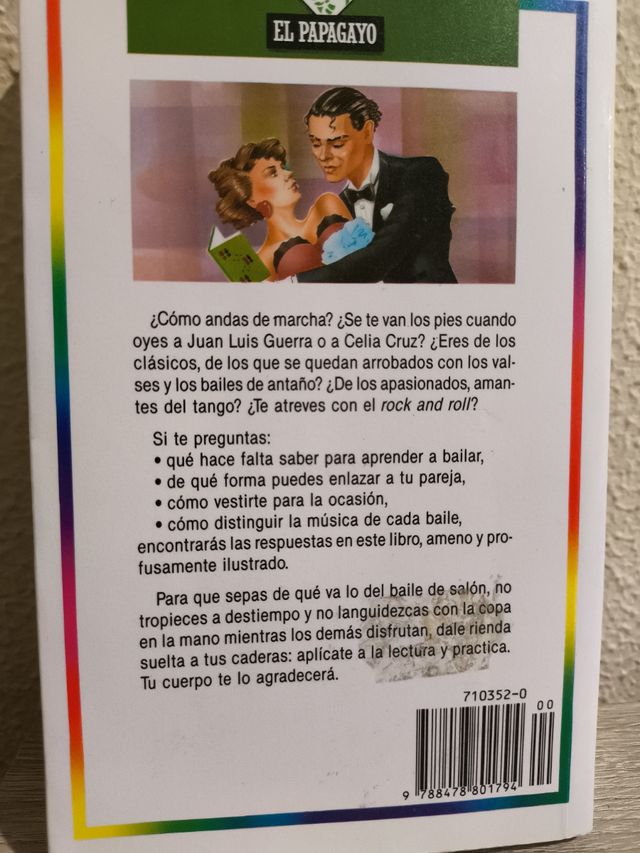 EL PAPAGAYO
¿Cómo andas de marcha? ¿Se te van los pies cuando
oyes a Juan Luis Guerra o a Celia Cruz? ¿Eres de los
clásicos, de los que se quedan arrobados con los val-
ses y los bailes de antaño? ¿De los apasionados, aman-
tes del tango? ¿Te atreves con el rock and roll?
Si te preguntas:
• qué hace falta saber para aprender a bailar,
• de qué forma puedes enlazar a tu pareja,
• cómo vestirte para la ocasión,
• cómo distinguir la música de cada baile,
encontrarás las respuestas en este libro, ameno y pro-
fusamente ilustrado.
Para que sepas de qué va lo del baile de salón, no
tropieces a destiempo y no languidezcas con la copa
en la mano mientras los demás disfrutan, dale rienda
suelta a tus caderas: aplícate a la lectura y practica.
Tu cuerpo te lo agradecerá.
710352-0
00
9 788478 801794